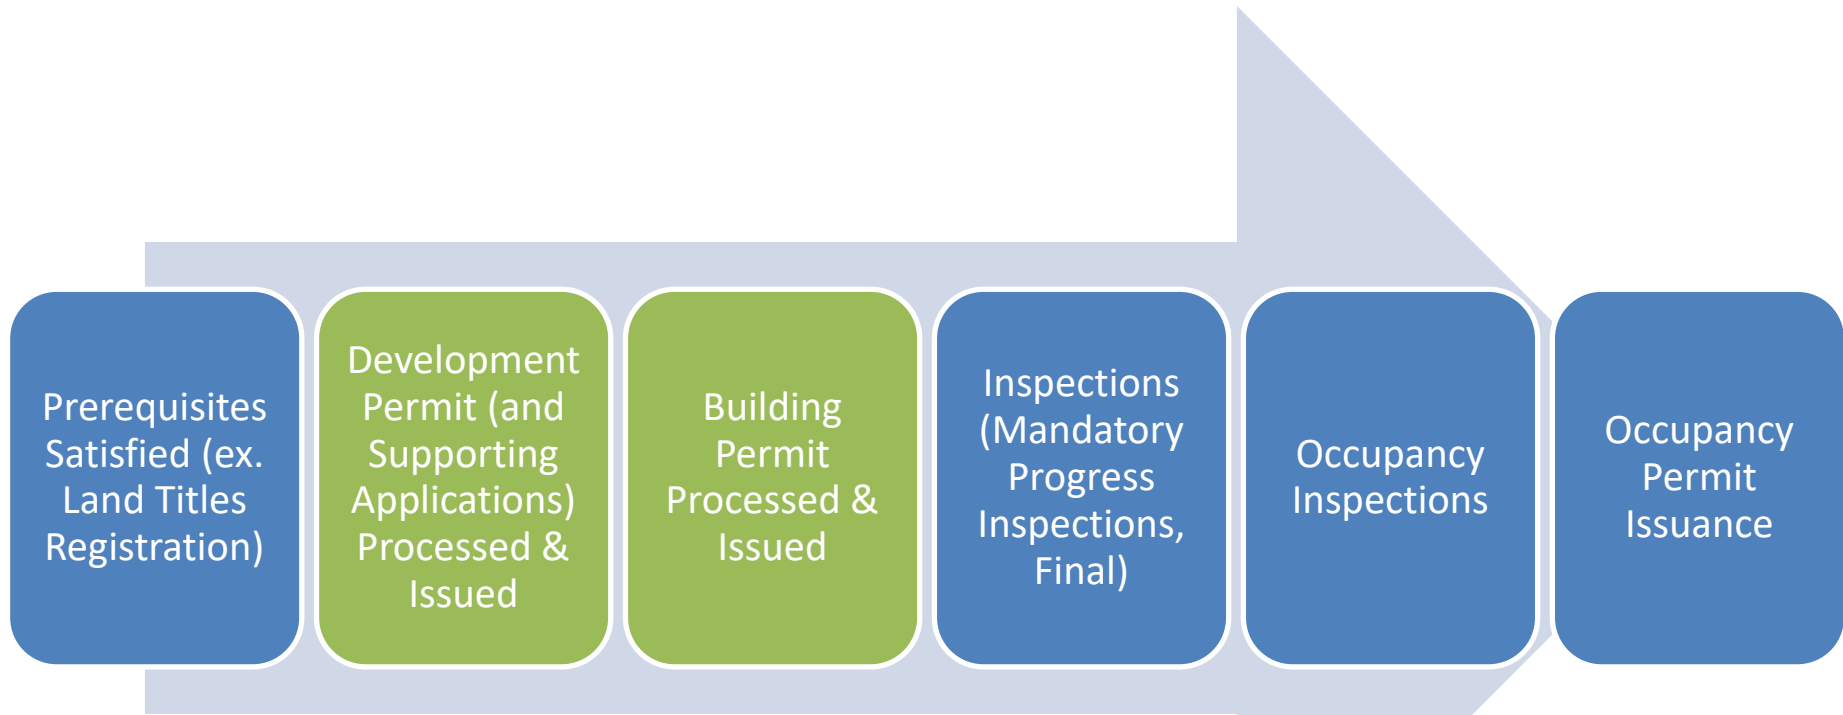 Prerequisites
Satisfied (ex.
Land Titles
Registration)
Development
Permit (and
Supporting
Applications)
Processed &
Issued
Building
Permit
Processed &
Issued
Inspections
(Mandatory
Progress
Inspections,
Final)
Occupancy
Inspections
Occupancy
Permit
Issuance